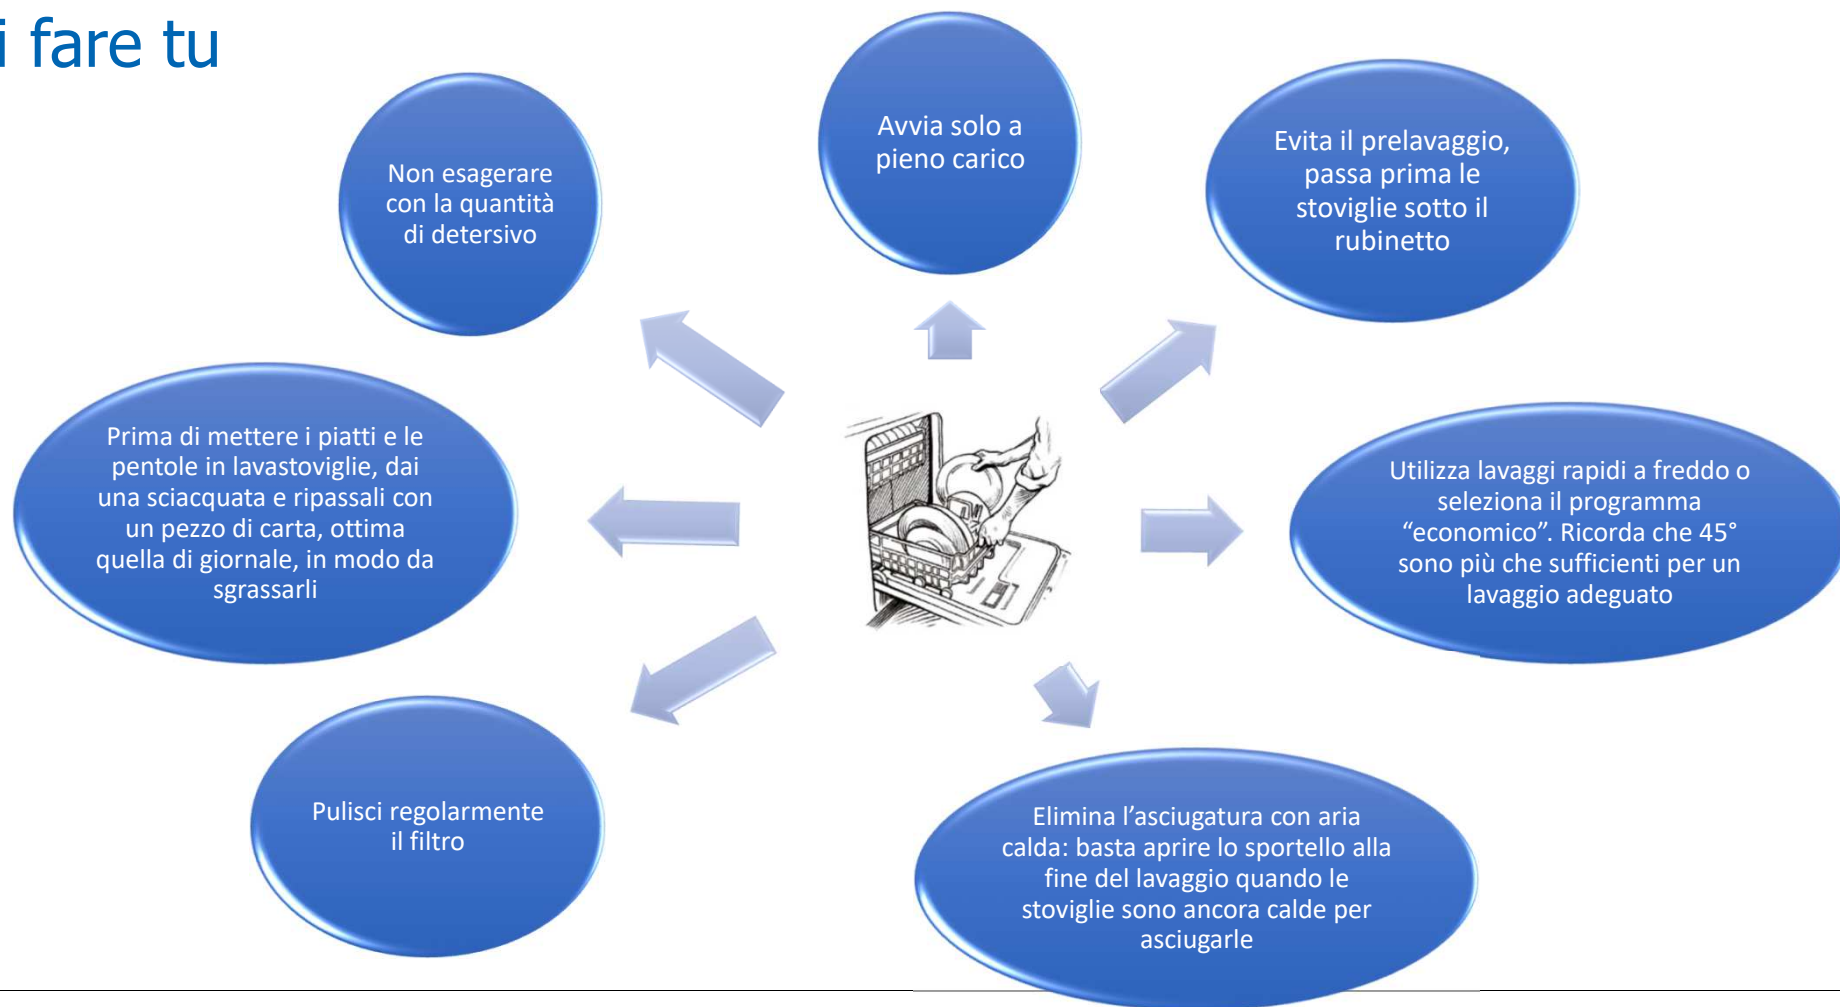 i fare tu
Avvia solo a
pieno carico
Evita il prelavaggio,
passa prima le
stoviglie sotto il
rubinetto
Utilizza lavaggi rapidi a freddo o
seleziona il programma
“economico”. Ricorda che 45°
sono più che sufficienti per un
lavaggio adeguato
Elimina l’asciugatura con aria
calda: basta aprire lo sportello alla
fine del lavaggio quando le
stoviglie sono ancora calde per
asciugarle
Pulisci regolarmente
il filtro
Prima di mettere i piatti e le
pentole in lavastoviglie, dai
una sciacquata e ripassali con
un pezzo di carta, ottima
quella di giornale, in modo da
sgrassarli
Non esagerare
con la quantità
di detersivo